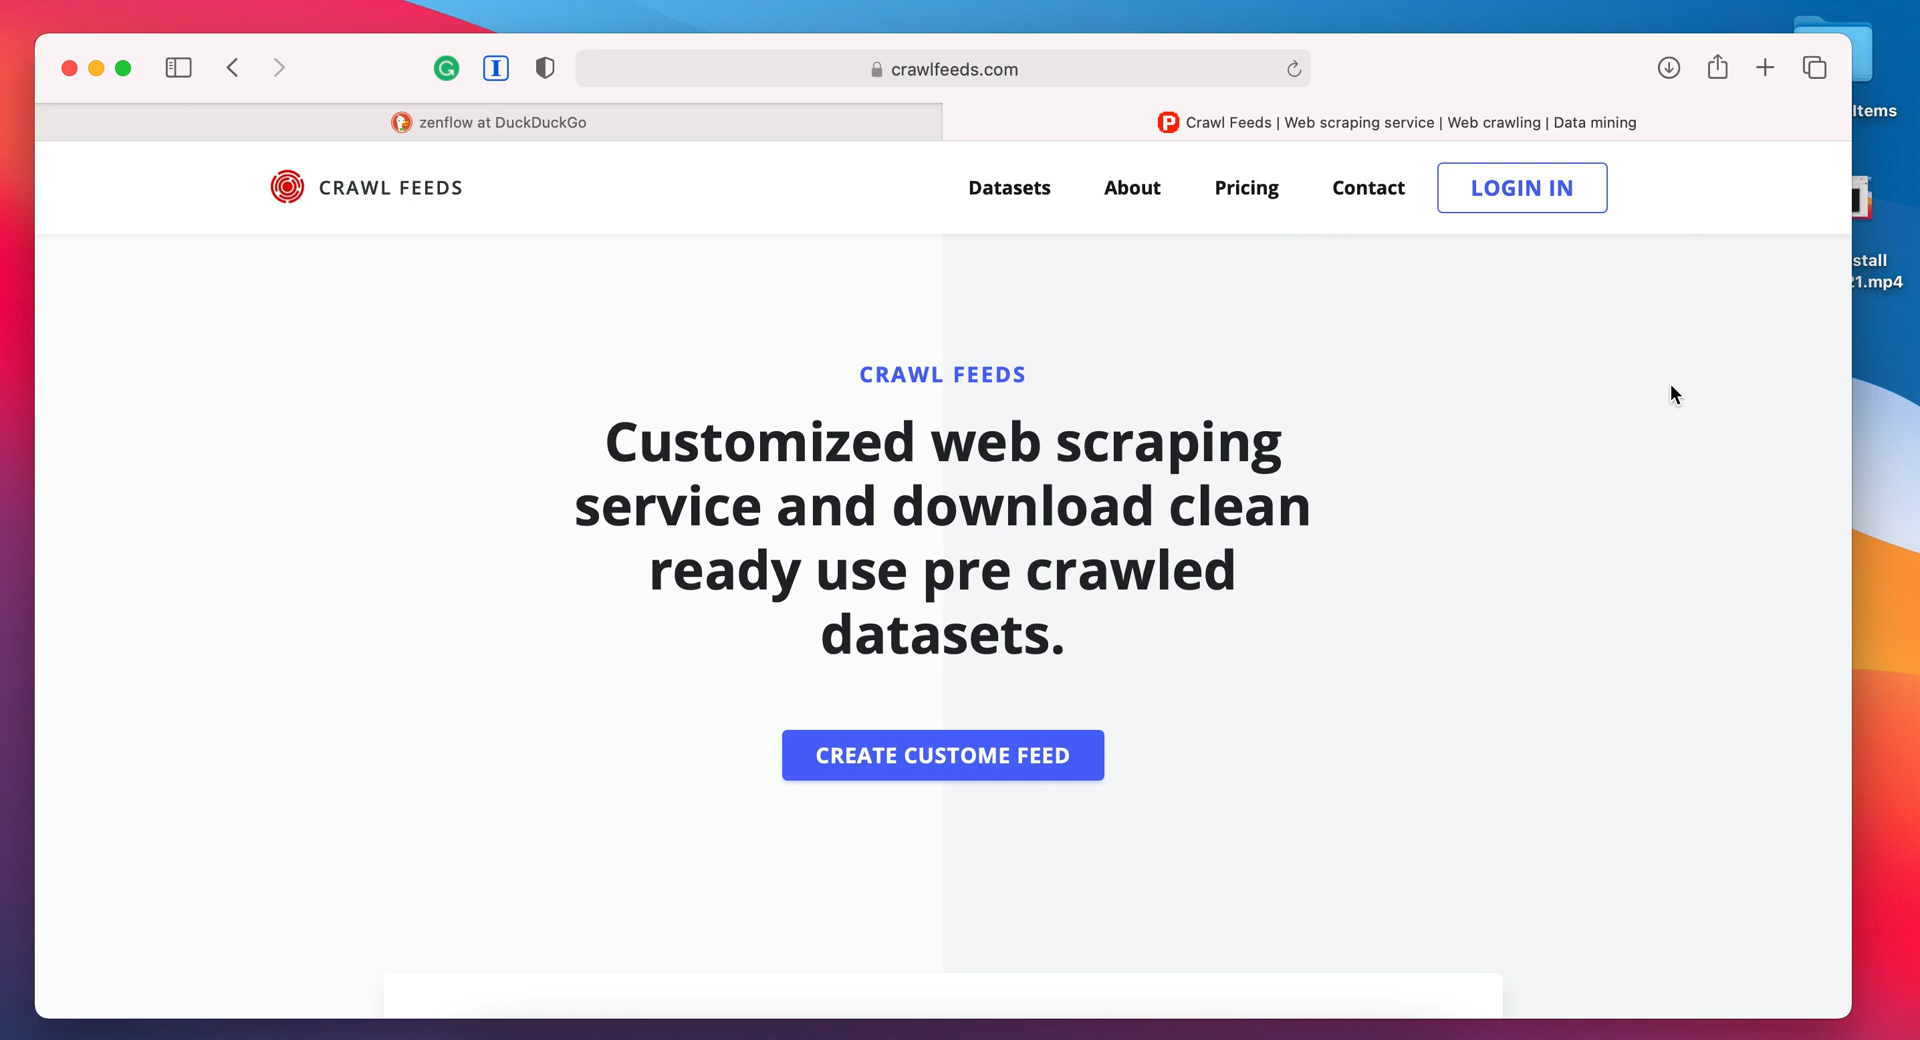 crawlfeeds.com
zenflow at DuckDuckGo
Crawl Feeds | Web scraping service | Web crawling | Data mining
Items
CRAWL FEEDS
Datasets
About
Pricing
Contact
LOGIN IN
stall
21.mp4
CRAWL FEEDS
Customized web scraping
service and download clean
ready use pre crawled
datasets.
CREATE CUSTOME FEED